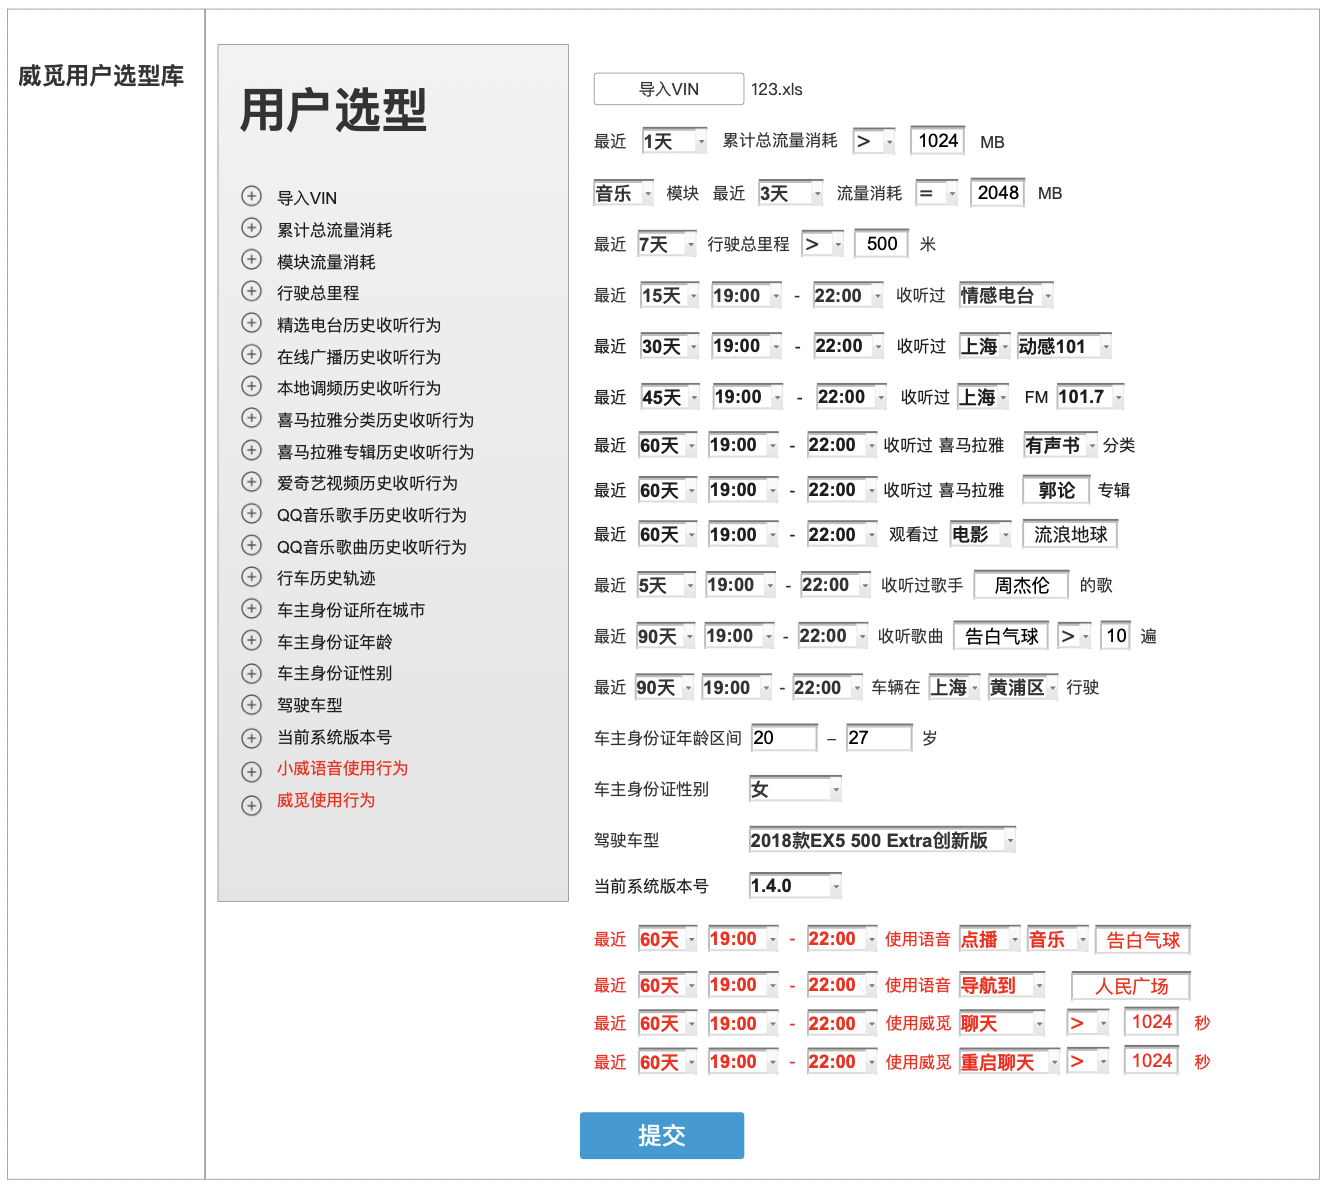 威觅用户选型库
用户选型
导入VIN
累计总流量消耗
模块流量消耗
行驶总里程
精选电台历史收听行为
在线广播历史收听行为
本地调频历史收听行为
喜马拉雅分类历史收听行为
喜马拉雅专辑历史收听行为
爱奇艺视频历史收听行为
QQ音乐歌手历史收听行为
QQ音乐歌曲历史收听行为
行车历史轨迹
车主身份证所在城市
车主身份证年龄
车主身份证性别
驾驶车型
当前系统版本号
小威语音使用行为
威觅使用行为
导入VIN 123.xls
最近 1天 累计总流量消耗 > 1024 MB
音乐 模块 最近 3天 流量消耗 = 2048 MB
最近 7天 行驶总里程 > 500 米
最近 15天 19:00 - 22:00 收听过 情感电台
最近 30天 19:00 - 22:00 收听过 上海 动感101
最近 45天 19:00 - 22:00 收听过 上海 FM 101.7
最近 60天 19:00 - 22:00 收听过 喜马拉雅 有声书 分类
最近 60天 19:00 - 22:00 收听过 喜马拉雅 郭论 专辑
最近 60天 19:00 - 22:00 观看过 电影 流浪地球
最近 5天 19:00 - 22:00 收听过歌手 周杰伦 的歌
最近 90天 19:00 - 22:00 收听歌曲 告白气球 > 10 遍
最近 90天 19:00 - 22:00 车辆在 上海 黄浦区 行驶
车主身份证年龄区间 20 – 27 岁
车主身份证性别 女
驾驶车型 2018款EX5 500 Extra创新版
当前系统版本号 1.4.0
最近 60天 19:00 - 22:00 使用语音 点播 音乐 告白气球
最近 60天 19:00 - 22:00 使用语音 导航到 人民广场
最近 60天 19:00 - 22:00 使用威觅 聊天 > 1024 秒
最近 60天 19:00 - 22:00 使用威觅 重启聊天 > 1024 秒
提交